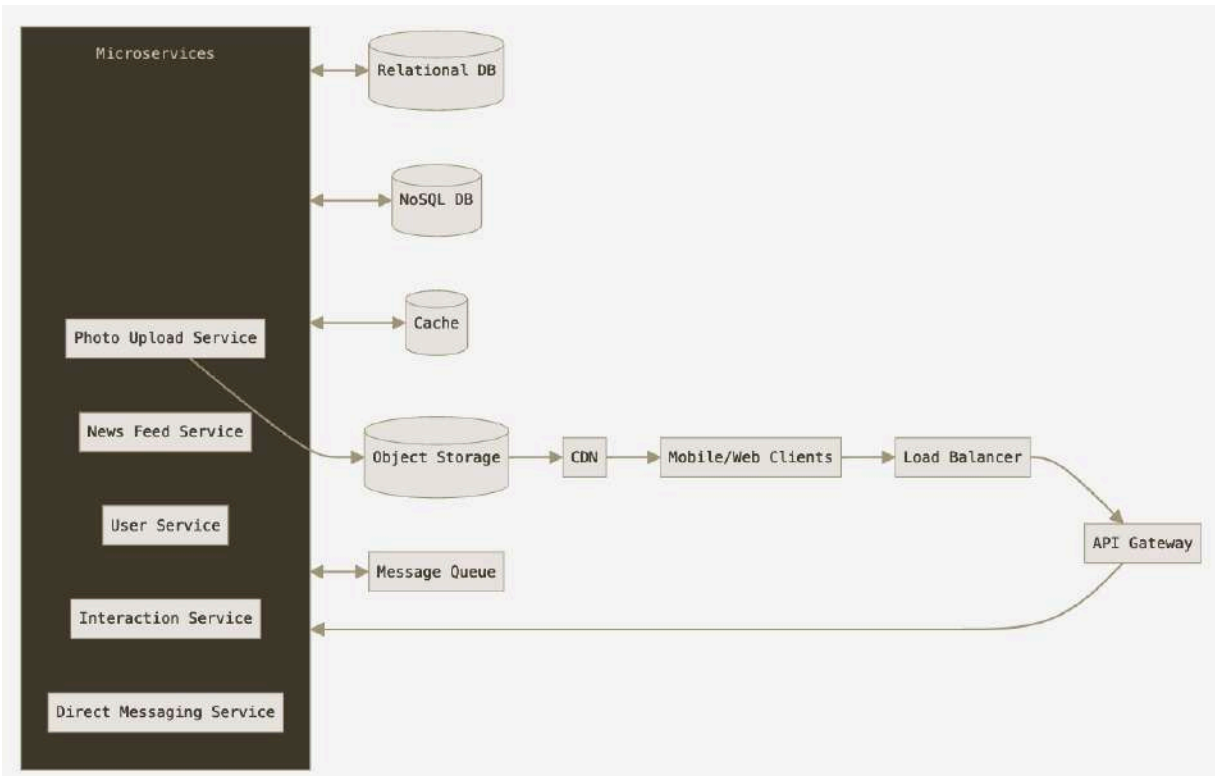 Microservices
Relational DB
NoSQL DB
Cache
Photo Upload Service
News Feed Service
Object Storage
CDN
Mobile/Web Clients
Load Balancer
User Service
API Gateway
Message Queue
Interaction Service
Direct Messaging Service